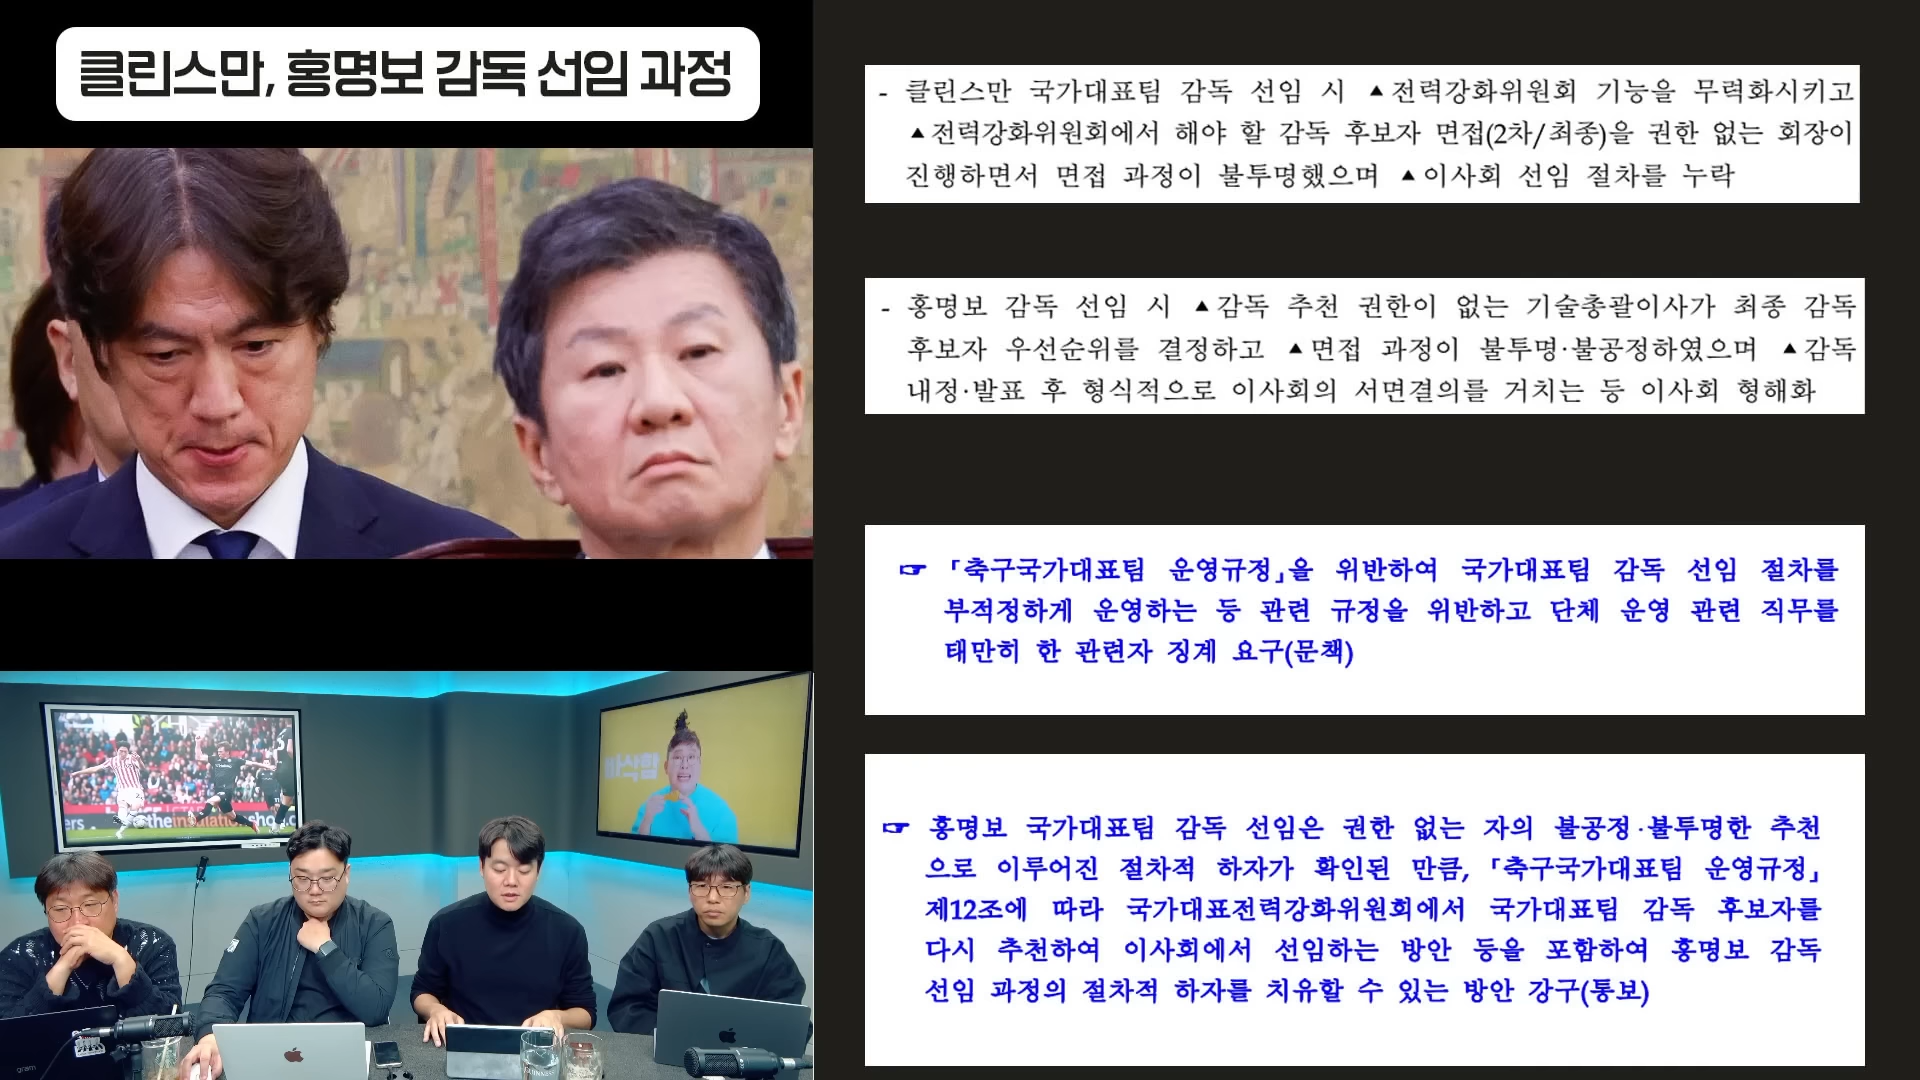 클린스만, 홍명보 감독 선임 과정
- 클린스만 국가대표팀 감독 선임 시 ▲전력강화위원회 기능을 무력화시키고
▲전력강화위원회에서 해야 할 감독 후보자 면접(2차/최종)을 권한 없는 회장이
진행하면서 면접 과정이 불투명했으며 ▲이사회 선임 절차를 누락
- 홍명보 감독 선임 시 ▲감독 추천 권한이 없는 기술총괄이사가 최종 감독
후보자 우선순위를 결정하고 ▲면접 과정이 불투명·불공정하였으며 ▲감독
내정·발표 후 형식적으로 이사회의 서면결의를 거치는 등 이사회 형해화
☞ 「축구국가대표팀 운영규정」을 위반하여 국가대표팀 감독 선임 절차를
부적정하게 운영하는 등 관련 규정을 위반하고 단체 운영 관련 직무를
태만히 한 관련자 징계 요구(문책)
☞ 홍명보 국가대표팀 감독 선임은 권한 없는 자의 불공정·불투명한 추천
으로 이루어진 절차적 하자가 확인된 만큼, 「축구국가대표팀 운영규정」
제12조에 따라 국가대표전력강화위원회에서 국가대표팀 감독 후보자를
다시 추천하여 이사회에서 선임하는 방안 등을 포함하여 홍명보 감독
선임 과정의 절차적 하자를 치유할 수 있는 방안 강구(통보)
바삭함
ers
theinsulationshop.co
gram
GUINNESS